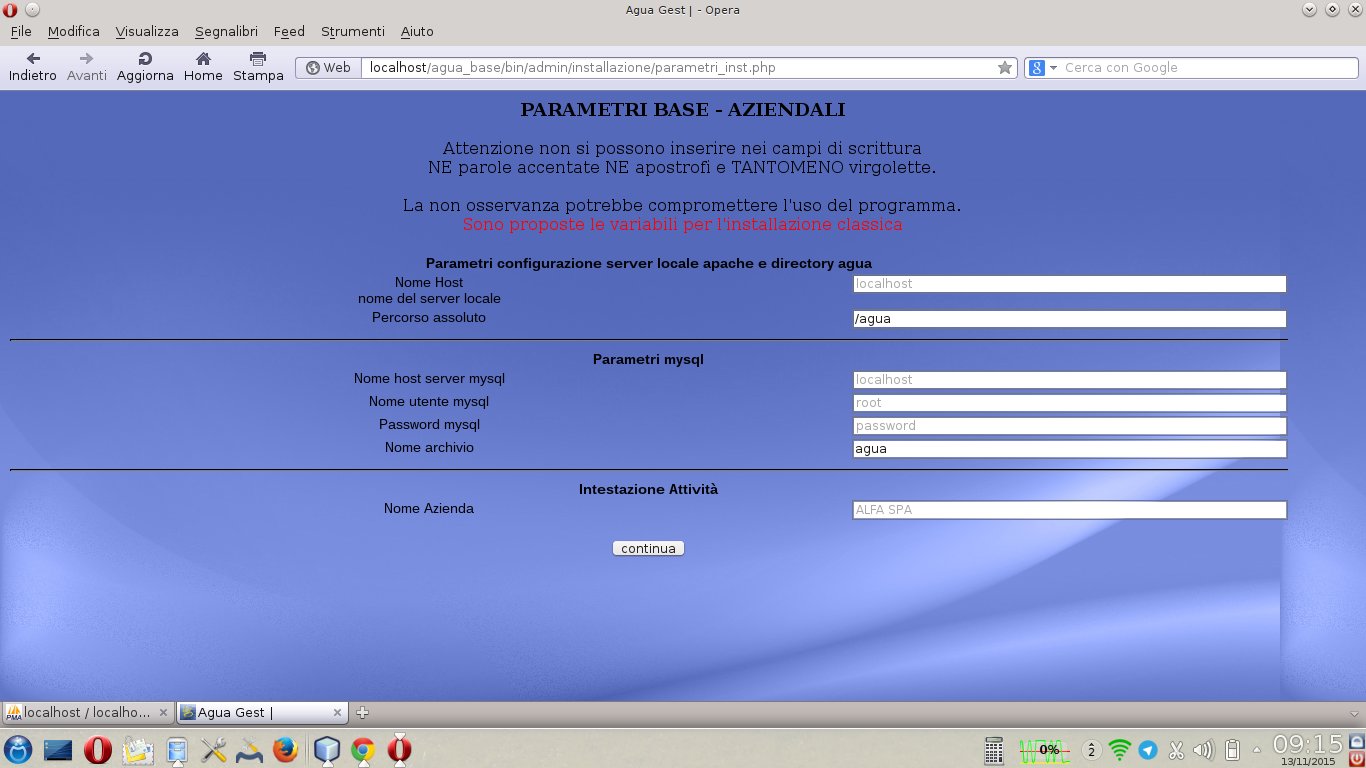 Agua Gest | - Opera
File Modifica Visualizza Segnalibri Feed Strumenti Aiuto
Indietro Avanti Aggiorna Home Stampa Web localhost/agua_base/bin/admin/installazione/parametri_inst.php 8 Cerca con Google
PARAMETRI BASE - AZIENDALI
Attenzione non si possono inserire nei campi di scrittura
NE parole accentate NE apostrofi e TANTOMENO virgolette.
La non osservanza potrebbe compromettere l'uso del programma.
Sono proposte le variabili per l'installazione classica
Parametri configurazione server locale apache e directory agua
Nome Host localhost
nome del server locale
Percorso assoluto /agua
Parametri mysql
Nome host server mysql localhost
Nome utente mysql root
Password mysql password
Nome archivio agua
Intestazione Attività
Nome Azienda ALFA SPA
continua
PMA localhost / localho... Agua Gest |
0% 2 09:15
13/11/2015